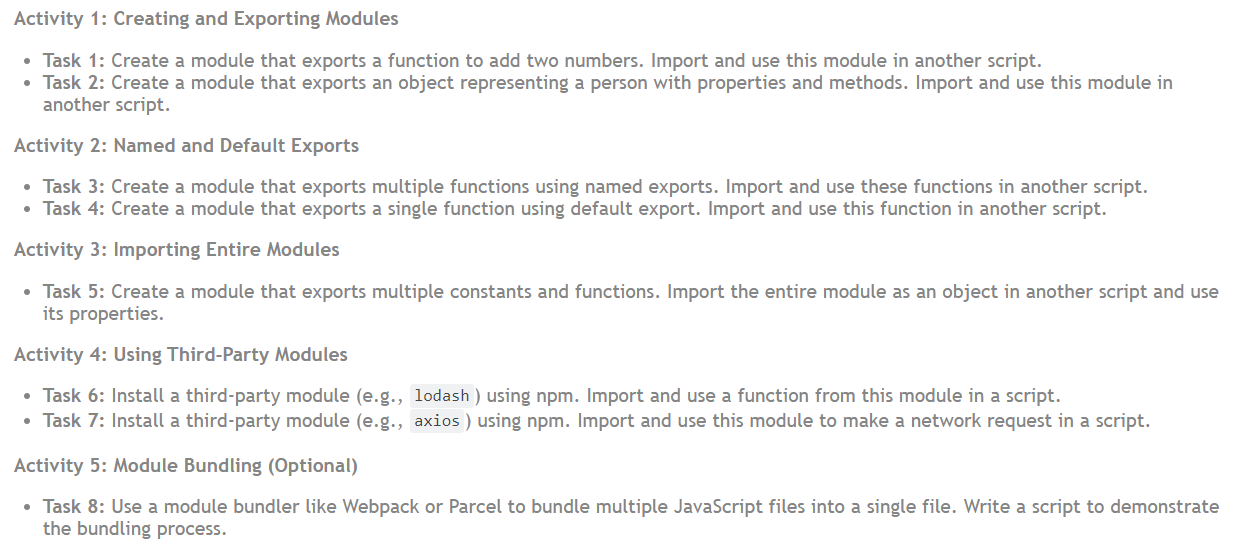 Activity 1: Creating and Exporting Modules
• Task 1: Create a module that exports a function to add two numbers. Import and use this module in another script.
• Task 2: Create a module that exports an object representing a person with properties and methods. Import and use this module in
another script.
Activity 2: Named and Default Exports
• Task 3: Create a module that exports multiple functions using named exports. Import and use these functions in another script.
• Task 4: Create a module that exports a single function using default export. Import and use this function in another script.
Activity 3: Importing Entire Modules
• Task 5: Create a module that exports multiple constants and functions. Import the entire module as an object in another script and use
its properties.
Activity 4: Using Third-Party Modules
• Task 6: Install a third-party module (e.g., lodash) using npm. Import and use a function from this module in a script.
• Task 7: Install a third-party module (e.g., axios) using npm. Import and use this module to make a network request in a script.
Activity 5: Module Bundling (Optional)
• Task 8: Use a module bundler like Webpack or Parcel to bundle multiple JavaScript files into a single file. Write a script to demonstrate
the bundling process.